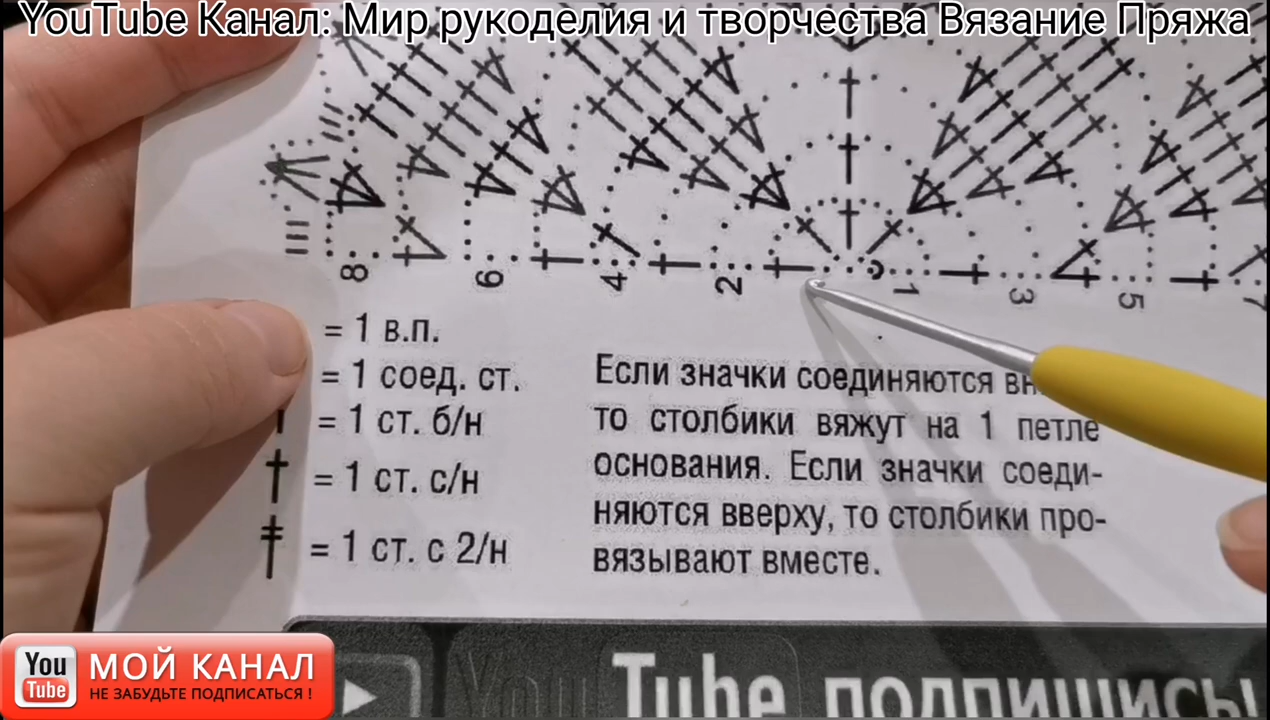 YouTube Канал: Мир рукоделия и творчества Вязание Пряжа
8 6 4 2 1 3 5 7
= 1 в.п.
= 1 соед. ст.
= 1 ст. б/н
= 1 ст. с/н
= 1 ст. с 2/н
Если значки соединяются
то столбики вяжут на 1 петле
основания. Если значки соеди-
няются вверху, то столбики про-
вязывают вместе.
You
Tube
МОЙ КАНАЛ
НЕ ЗАБУДЬТЕ ПОДПИСАТЬСЯ !
You Tube подпишись!